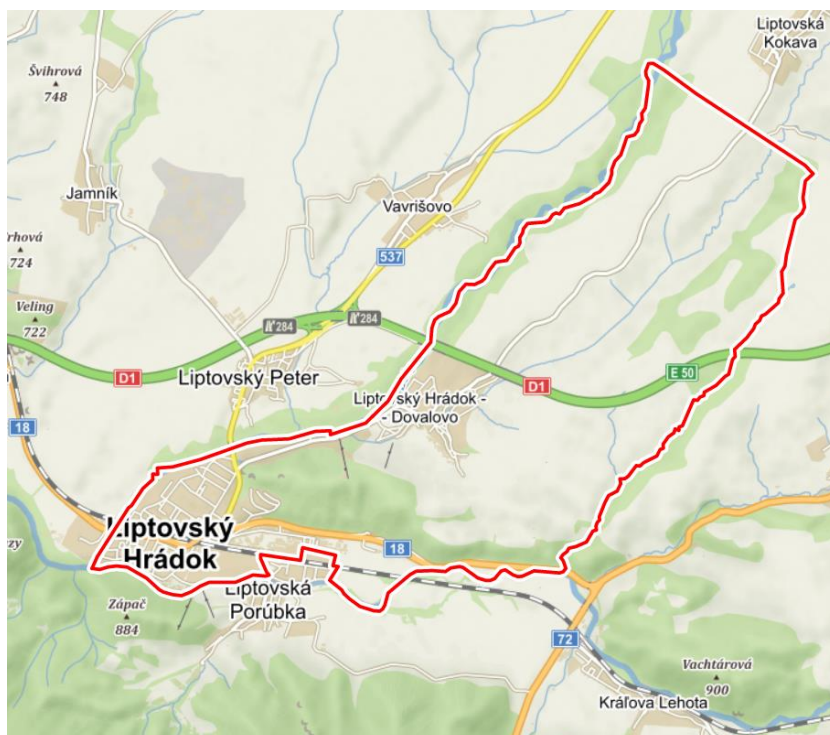 Liptovská
Kokava
Švihrová
748
Jamník
Vavrišovo
537
724
Veling
722
284
284
D1
Liptovský Peter
D1
E 50
Liptovský Hrádok -
- Dovalovo
18
Liptovský
Hrádok
18
Liptovská
Porúbka
Zápač
884
72
Vachtárová
900
Kráľova Lehota